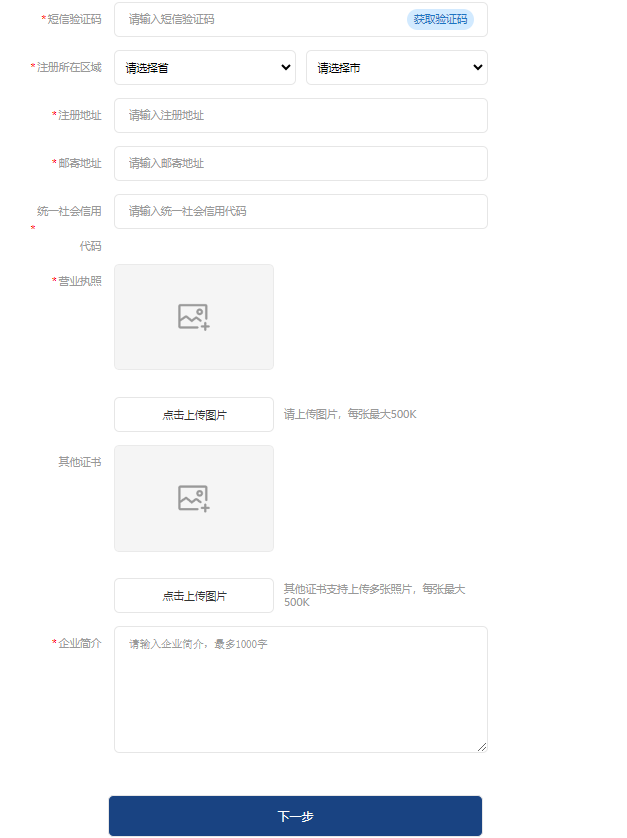 *短信验证码 请输入短信验证码 获取验证码
*注册所在区域 请选择省 请选择市
*注册地址 请输入注册地址
*邮寄地址 请输入邮寄地址
统一社会信用 请输入统一社会信用代码
*
代码
*营业执照
点击上传图片 请上传图片，每张最大500K
其他证书
点击上传图片 其他证书支持上传多张照片，每张最大
500K
*企业简介 请输入企业简介，最多1000字
下一步